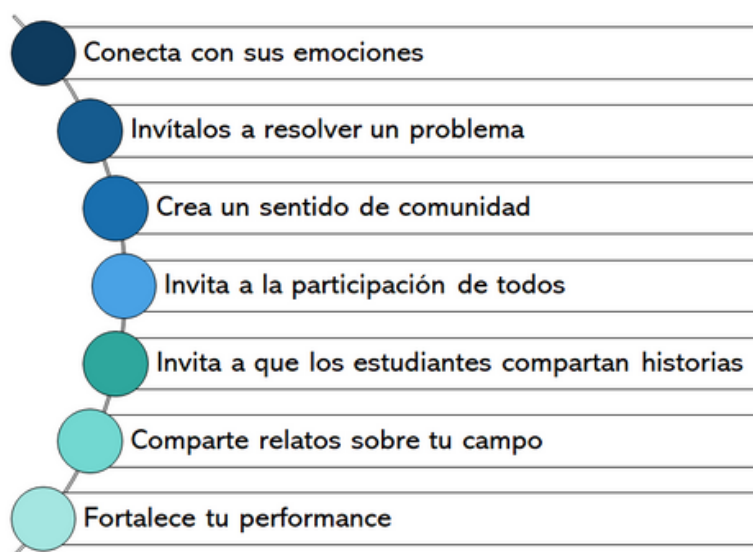 Conecta con sus emociones
Invítalos a resolver un problema
Crea un sentido de comunidad
Invita a la participación de todos
Invita a que los estudiantes compartan historias
Comparte relatos sobre tu campo
Fortalece tu performance